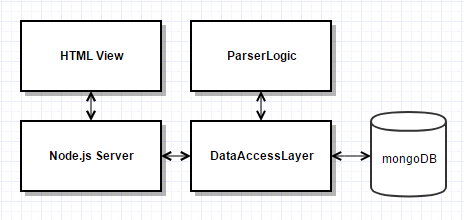 HTML View
ParserLogic
Node.js Server
DataAccessLayer
mongoDB